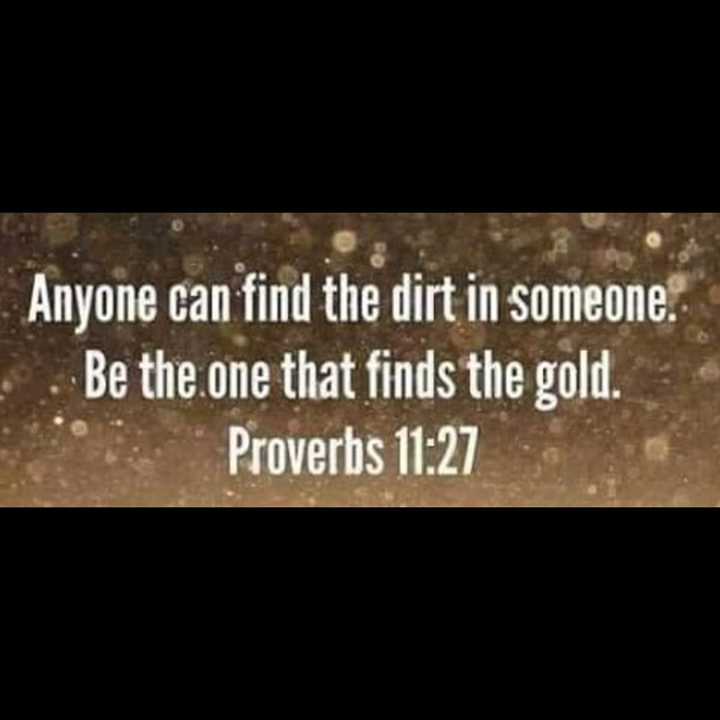 Anyone can find the dirt in someone.
Be the one that finds the gold.
Proverbs 11:27